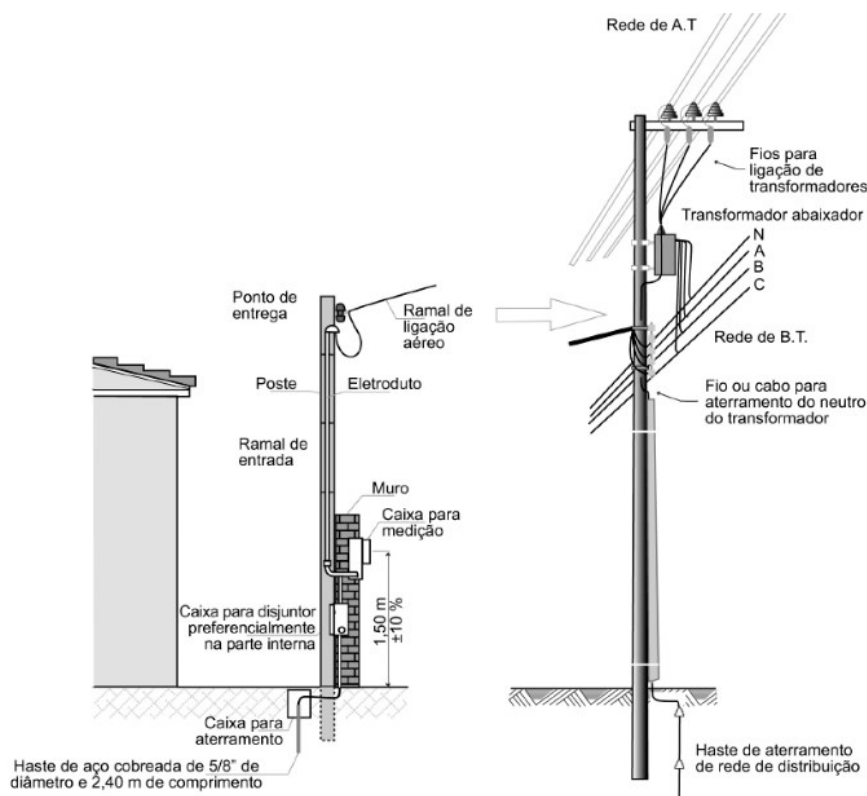 Rede de A.T
Fios para
ligação de
transformadores
Transformador abaixador
N
A
B
C
Ponto de
entrega
Ramal de
ligação
aéreo
Rede de B.T.
Poste
Eletroduto
Fio ou cabo para
aterramento do neutro
do transformador
Ramal de
entrada
Muro
Caixa para
medição
Caixa para disjuntor
preferencialmente
na parte interna
1,50 m
±10 %
Caixa para
aterramento
Haste de aço cobreada de 5/8" de
diâmetro e 2,40 m de comprimento
Haste de aterramento
de rede de distribuição